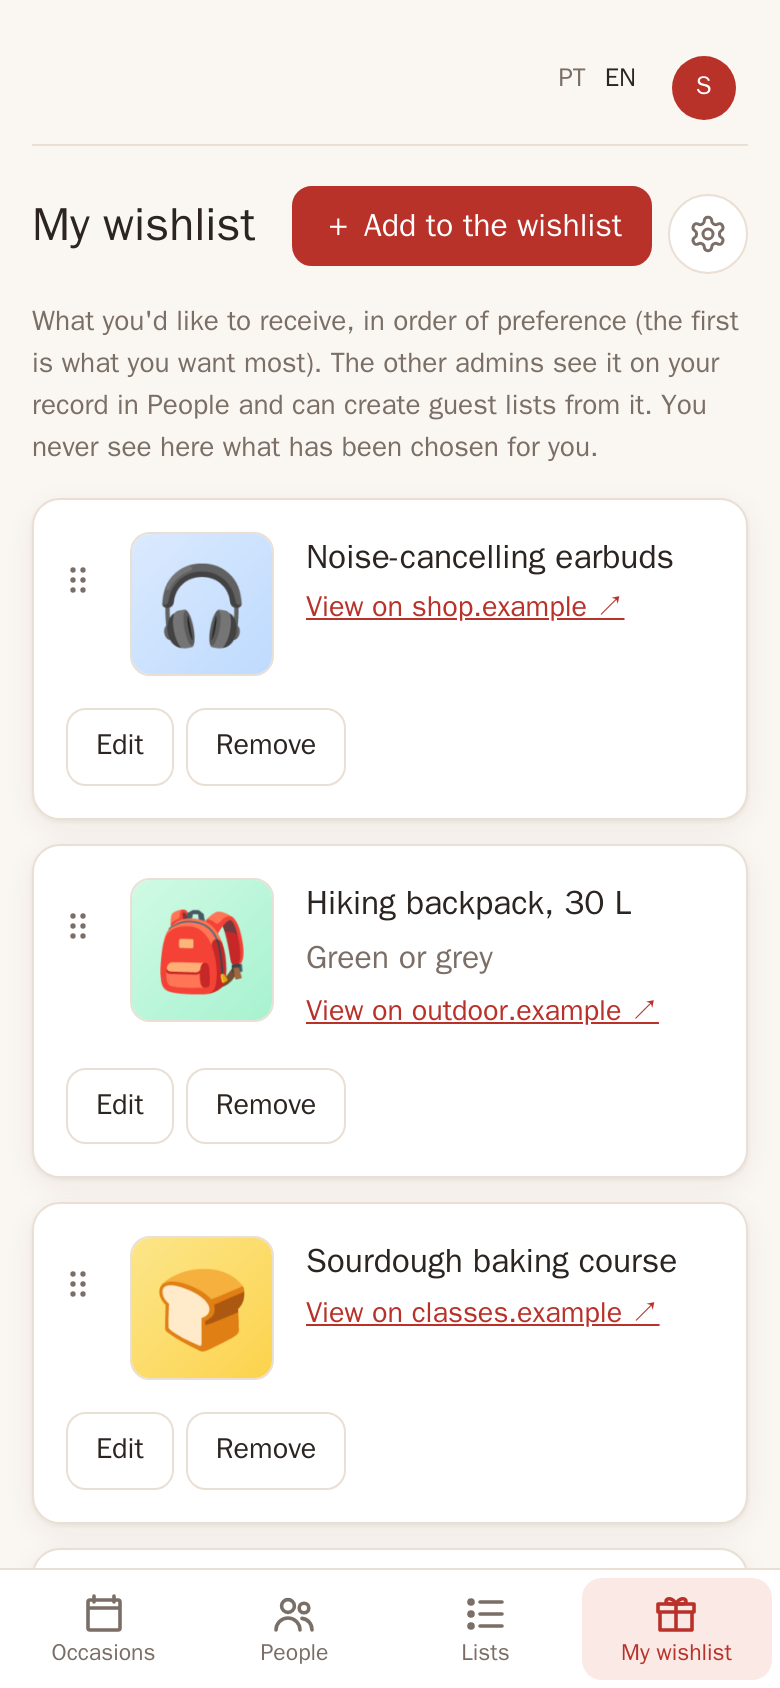 PT EN S
My wishlist
+ Add to the wishlist
What you'd like to receive, in order of preference (the first
is what you want most). The other admins see it on your
record in People and can create guest lists from it. You
never see here what has been chosen for you.
Noise-cancelling earbuds
View on shop.example ↗
Edit Remove
Hiking backpack, 30 L
Green or grey
View on outdoor.example ↗
Edit Remove
Sourdough baking course
View on classes.example ↗
Edit Remove
Occasions People Lists My wishlist